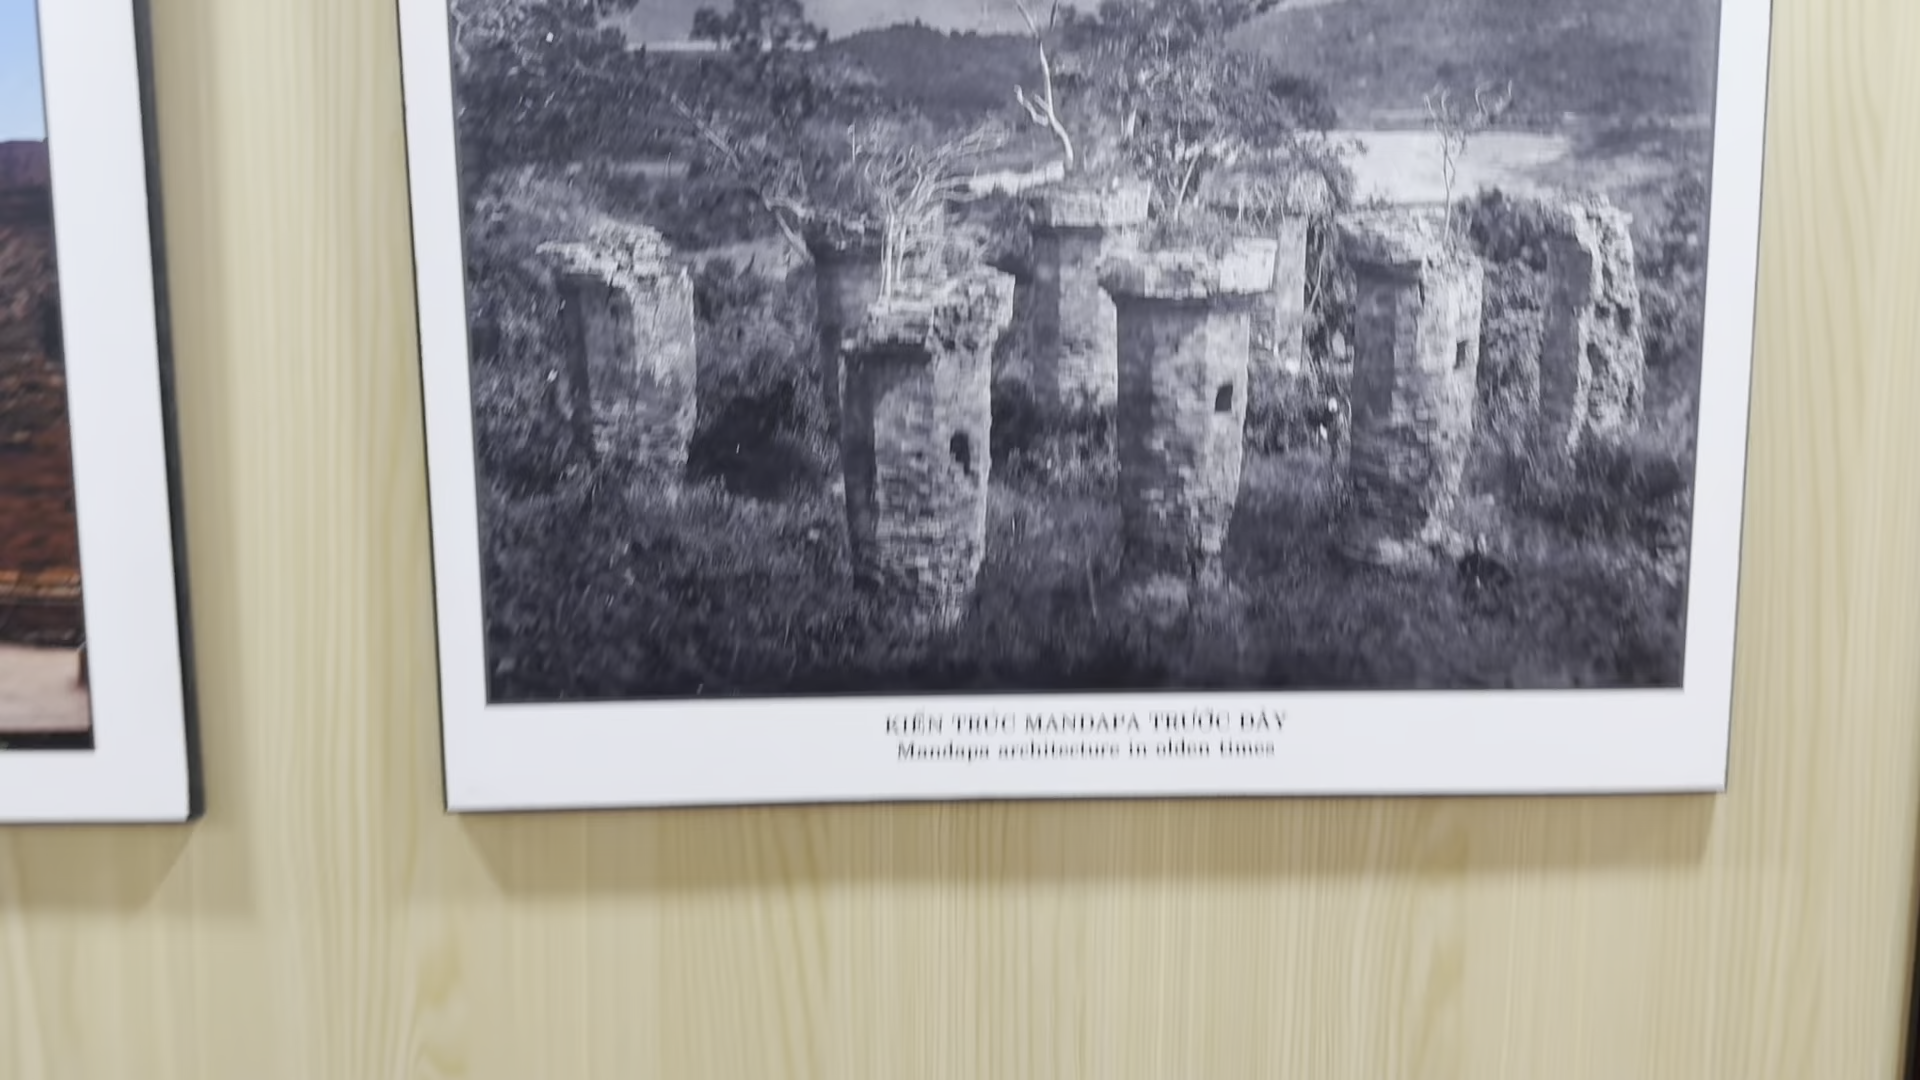 KIẾN TRÚC MANDAPA TRƯỚC ĐÂY
Mandapa architecture in olden times